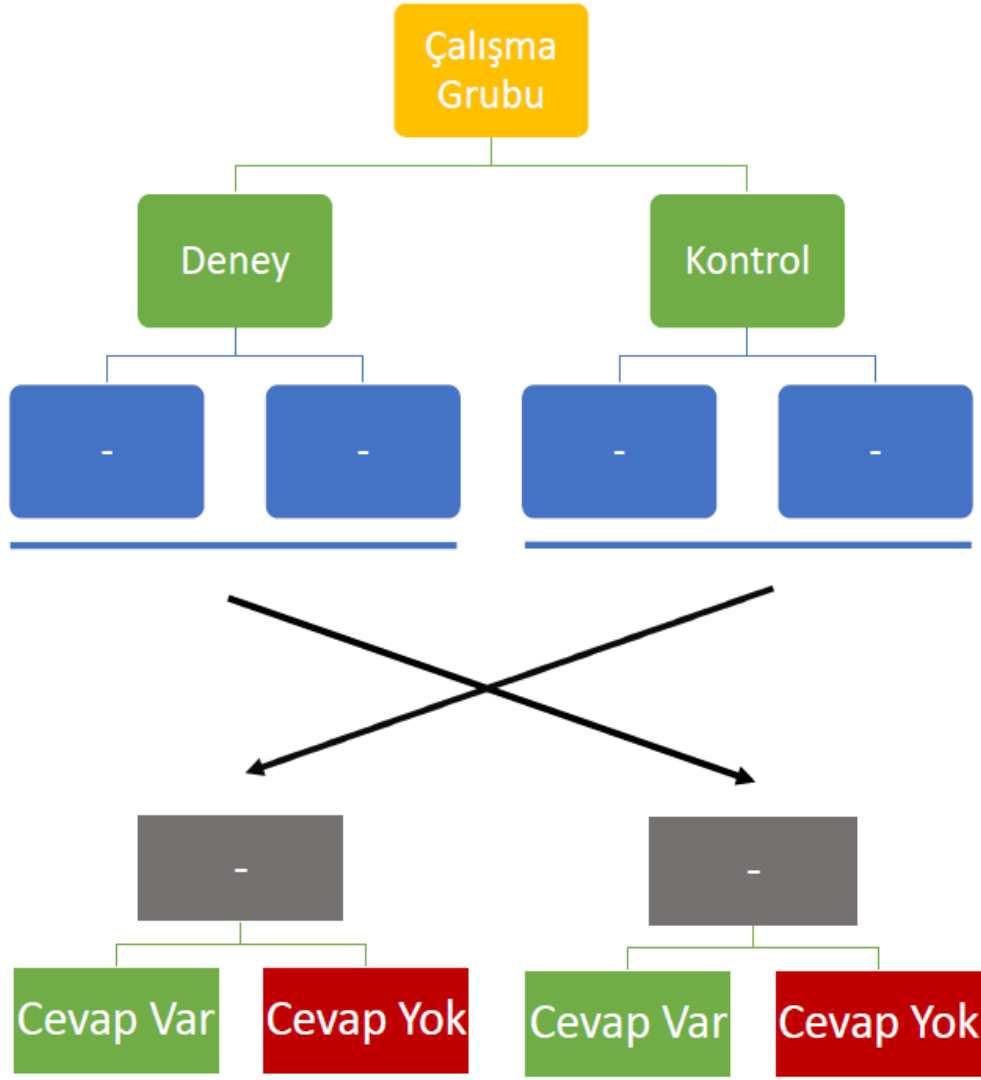 Çalışma
Grubu
Deney
Kontrol
-
-
-
-
-
-
Cevap Var
Cevap Yok
Cevap Var
Cevap Yok